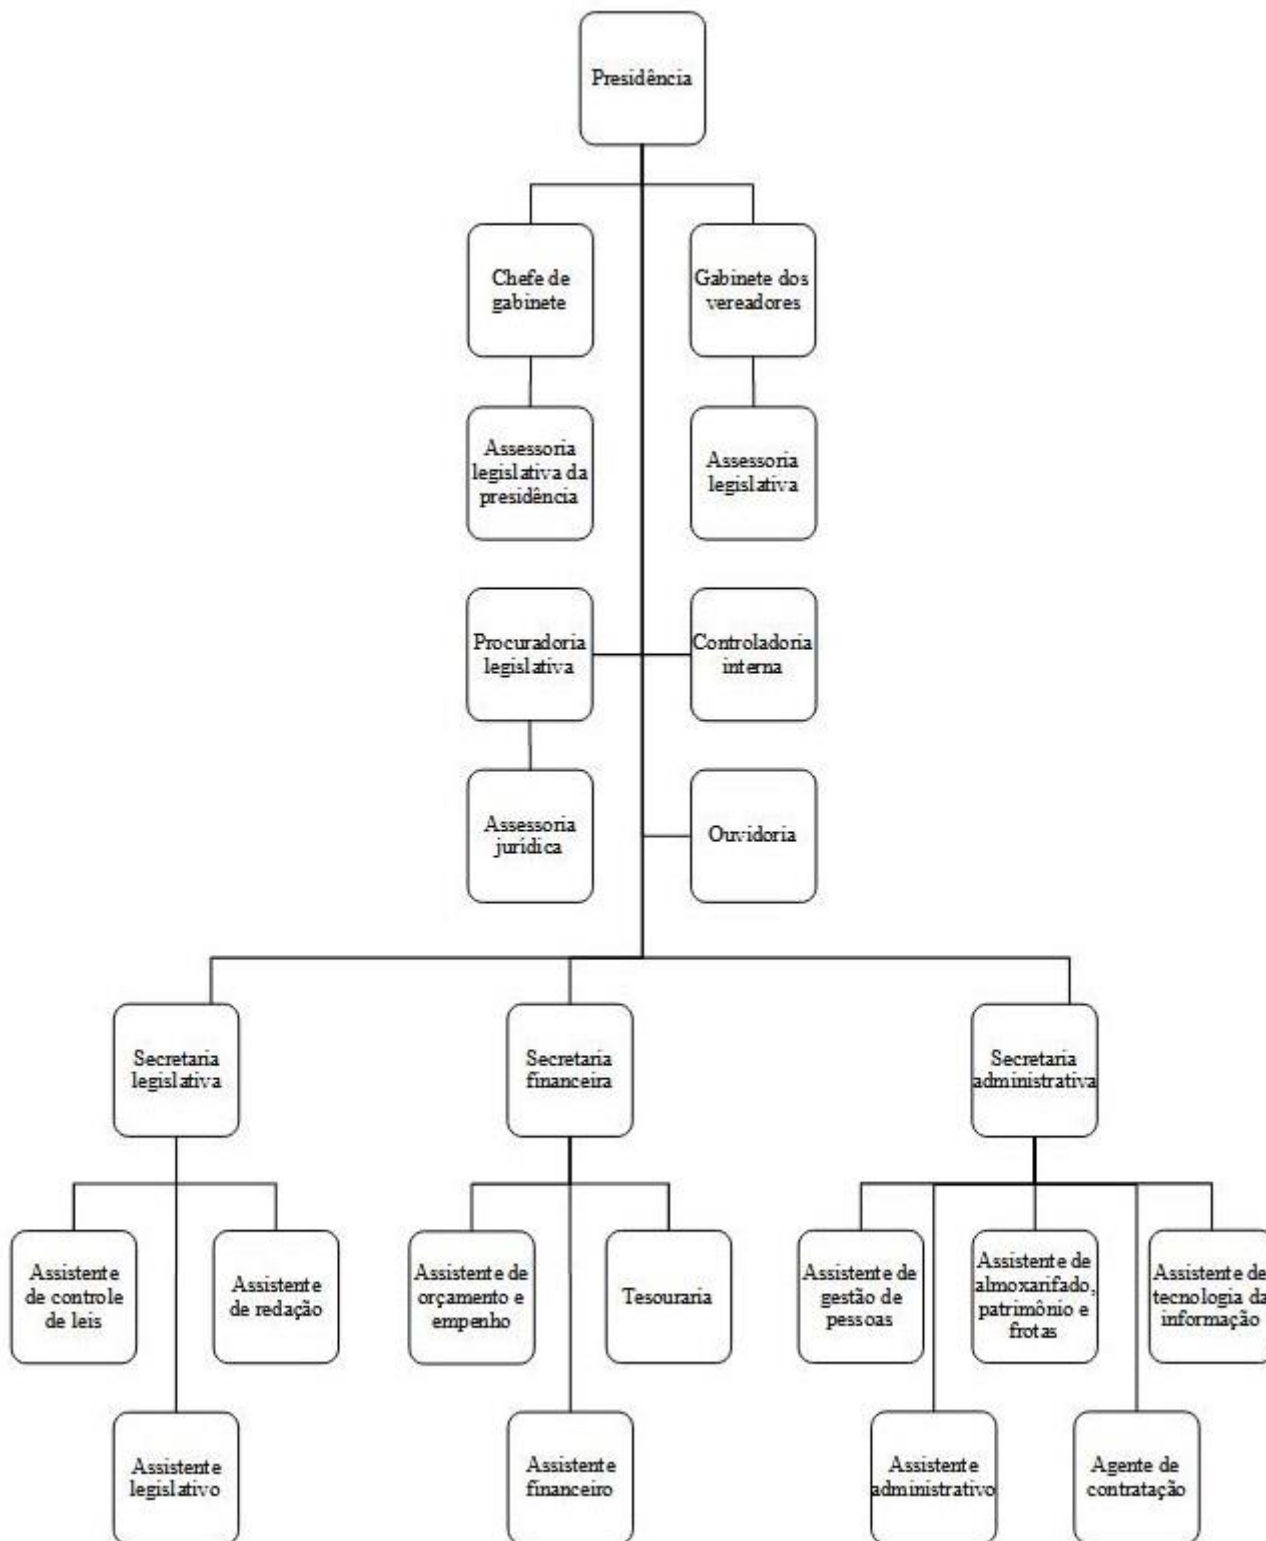 Presidência
Chefe de
gabinete
Gabinete dos
vereadores
Assessoria
legislativa da
presidência
Assessoria
legislativa
Procuradoria
legislativa
Controladoria
interna
Assessoria
jurídica
Ouvidoria
Secretaria
legislativa
Secretaria
financeira
Secretaria
administrativa
Assistente
de controle
de leis
Assistente
de redação
Assistente de
orçamento e
empenho
Tesouraria
Assistente de
gestão de
pessoas
Assistente de
almoxarifado,
patrimônio e
frotas
Assistente de
tecnologia da
informação
Assistente
legislativo
Assistente
financeiro
Assistente
administrativo
Agente de
contratação